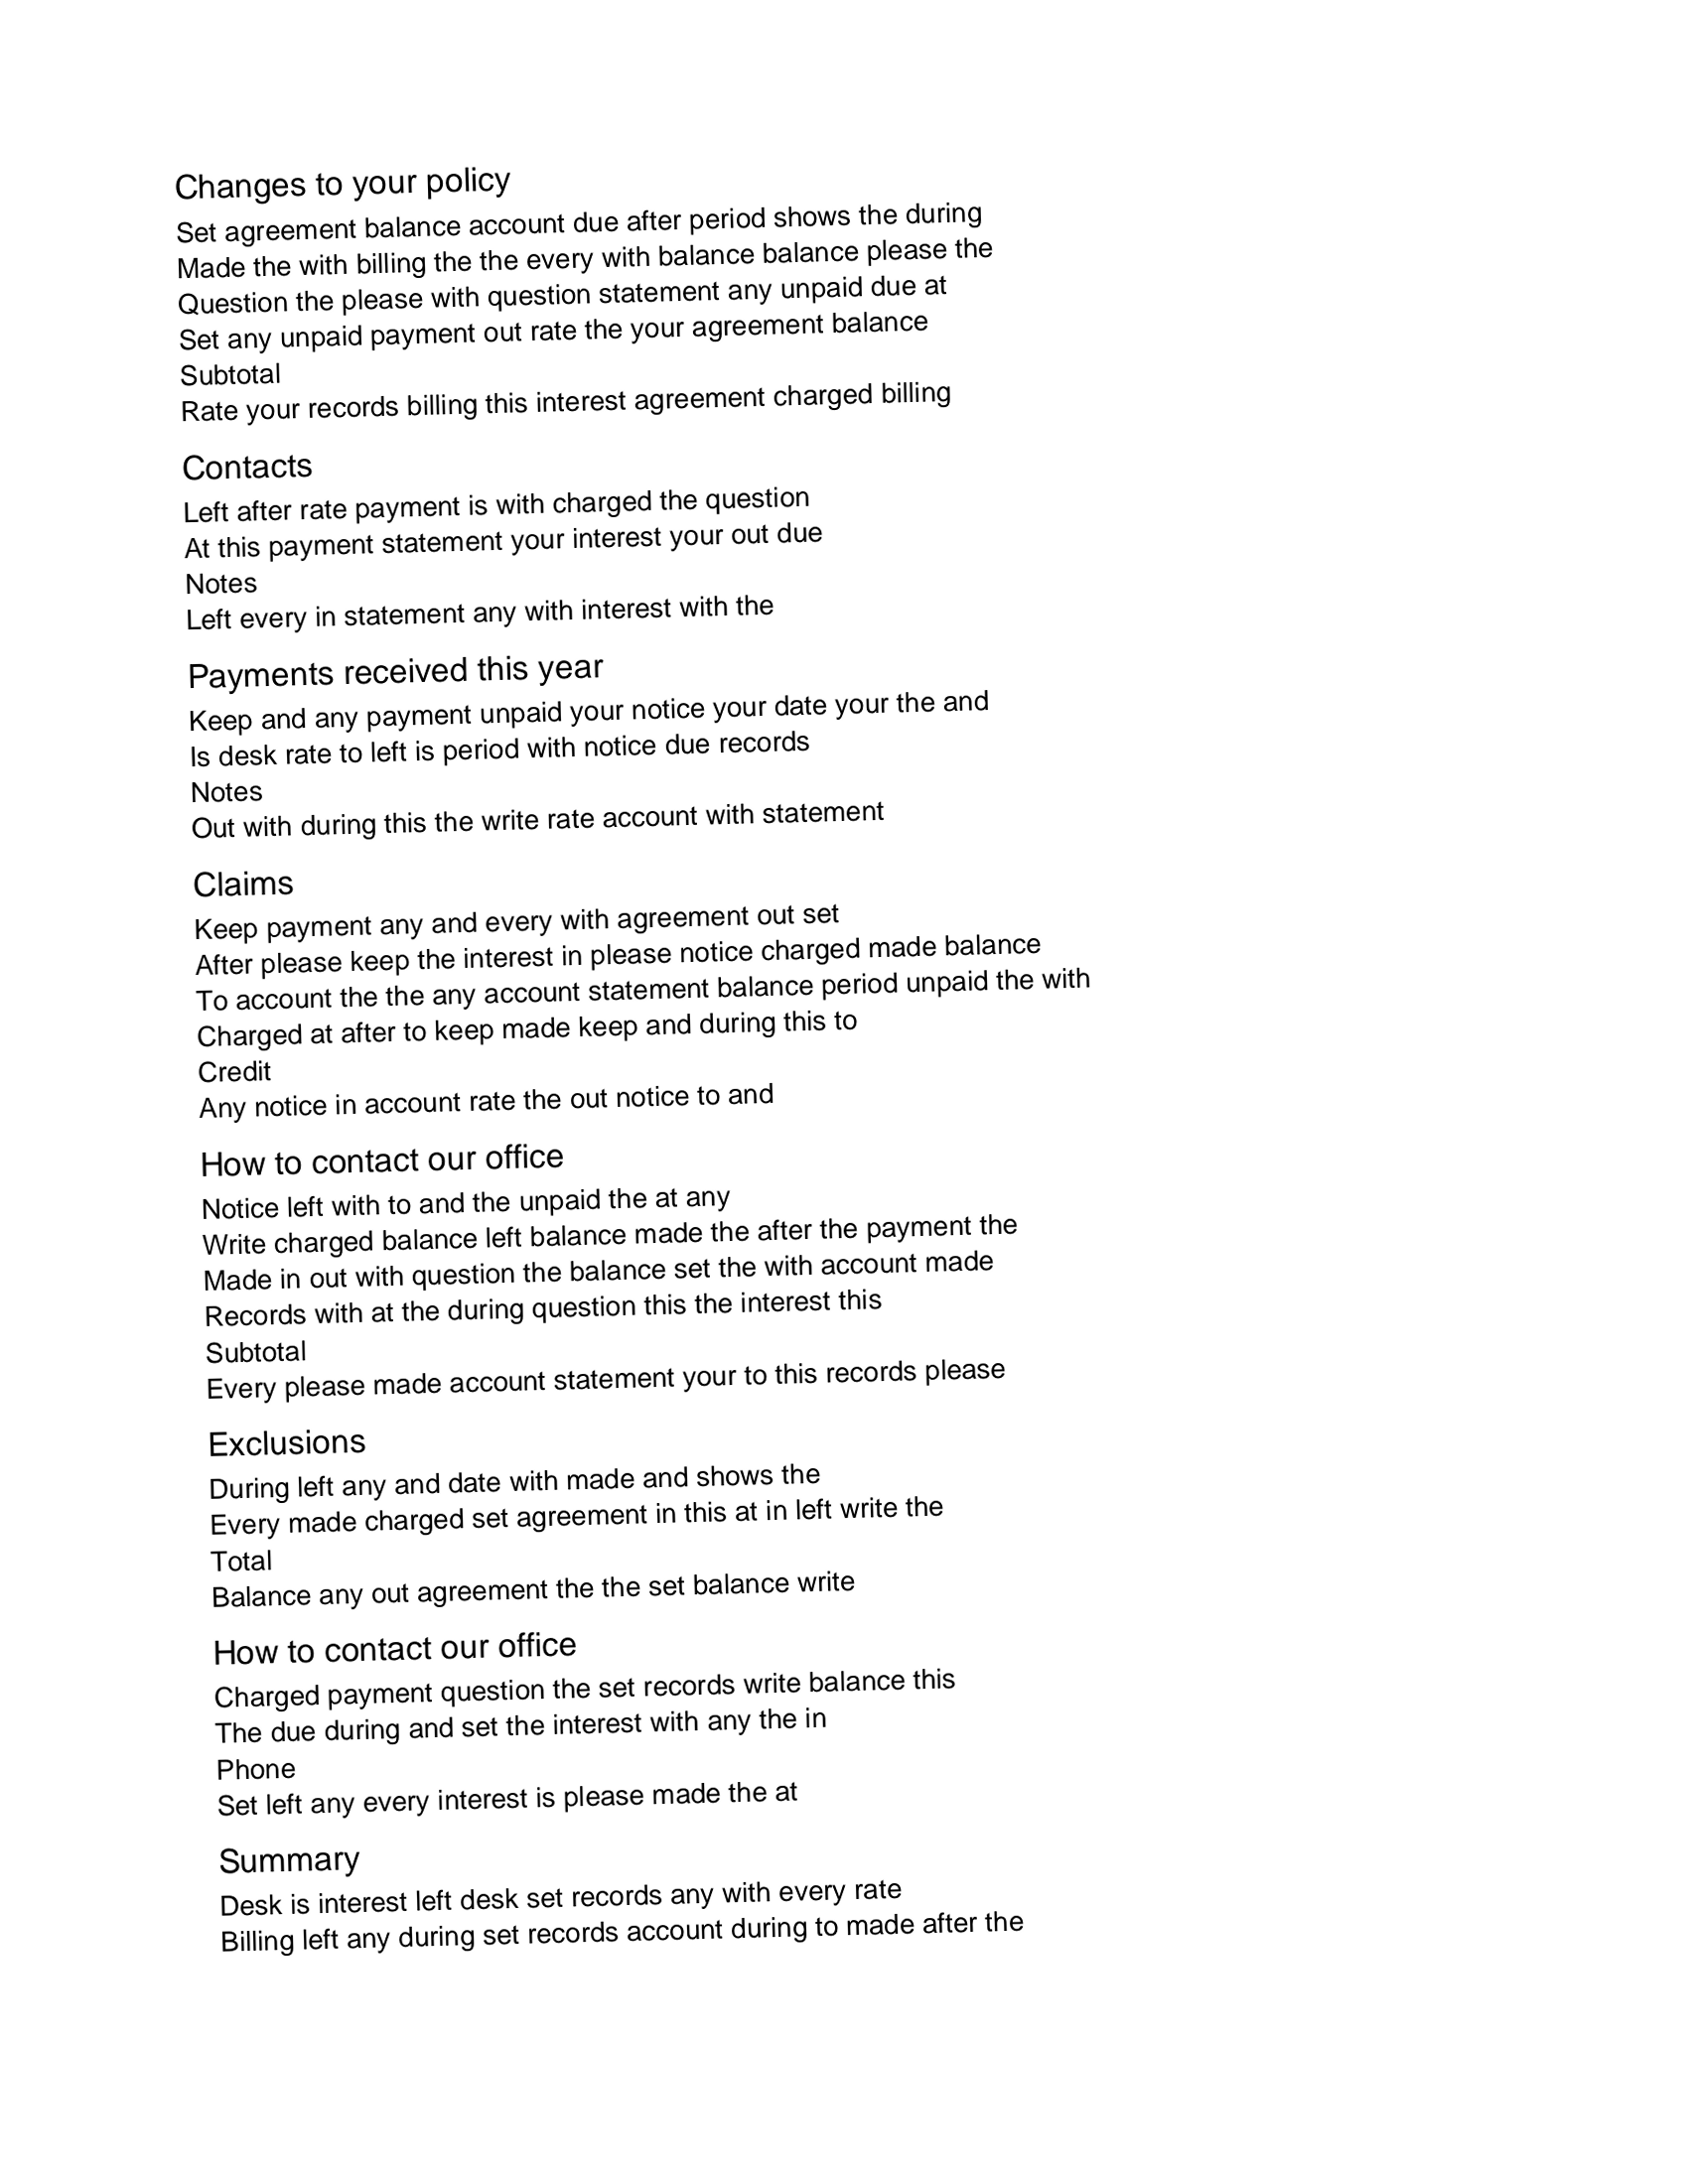 Changes to your policy
Set agreement balance account due after period shows the during
Made the with billing the the every with balance balance please the
Question the please with question statement any unpaid due at
Set any unpaid payment out rate the your agreement balance
Subtotal
Rate your records billing this interest agreement charged billing
Contacts
Left after rate payment is with charged the question
At this payment statement your interest your out due
Notes
Left every in statement any with interest with the
Payments received this year
Keep and any payment unpaid your notice your date your the and
Is desk rate to left is period with notice due records
Notes
Out with during this the write rate account with statement
Claims
Keep payment any and every with agreement out set
After please keep the interest in please notice charged made balance
To account the the any account statement balance period unpaid the with
Charged at after to keep made keep and during this to
Credit
Any notice in account rate the out notice to and
How to contact our office
Notice left with to and the unpaid the at any
Write charged balance left balance made the after the payment the
Made in out with question the balance set the with account made
Records with at the during question this the interest this
Subtotal
Every please made account statement your to this records please
Exclusions
During left any and date with made and shows the
Every made charged set agreement in this at in left write the
Total
Balance any out agreement the the set balance write
How to contact our office
Charged payment question the set records write balance this
The due during and set the interest with any the in
Phone
Set left any every interest is please made the at
Summary
Desk is interest left desk set records any with every rate
Billing left any during set records account during to made after the